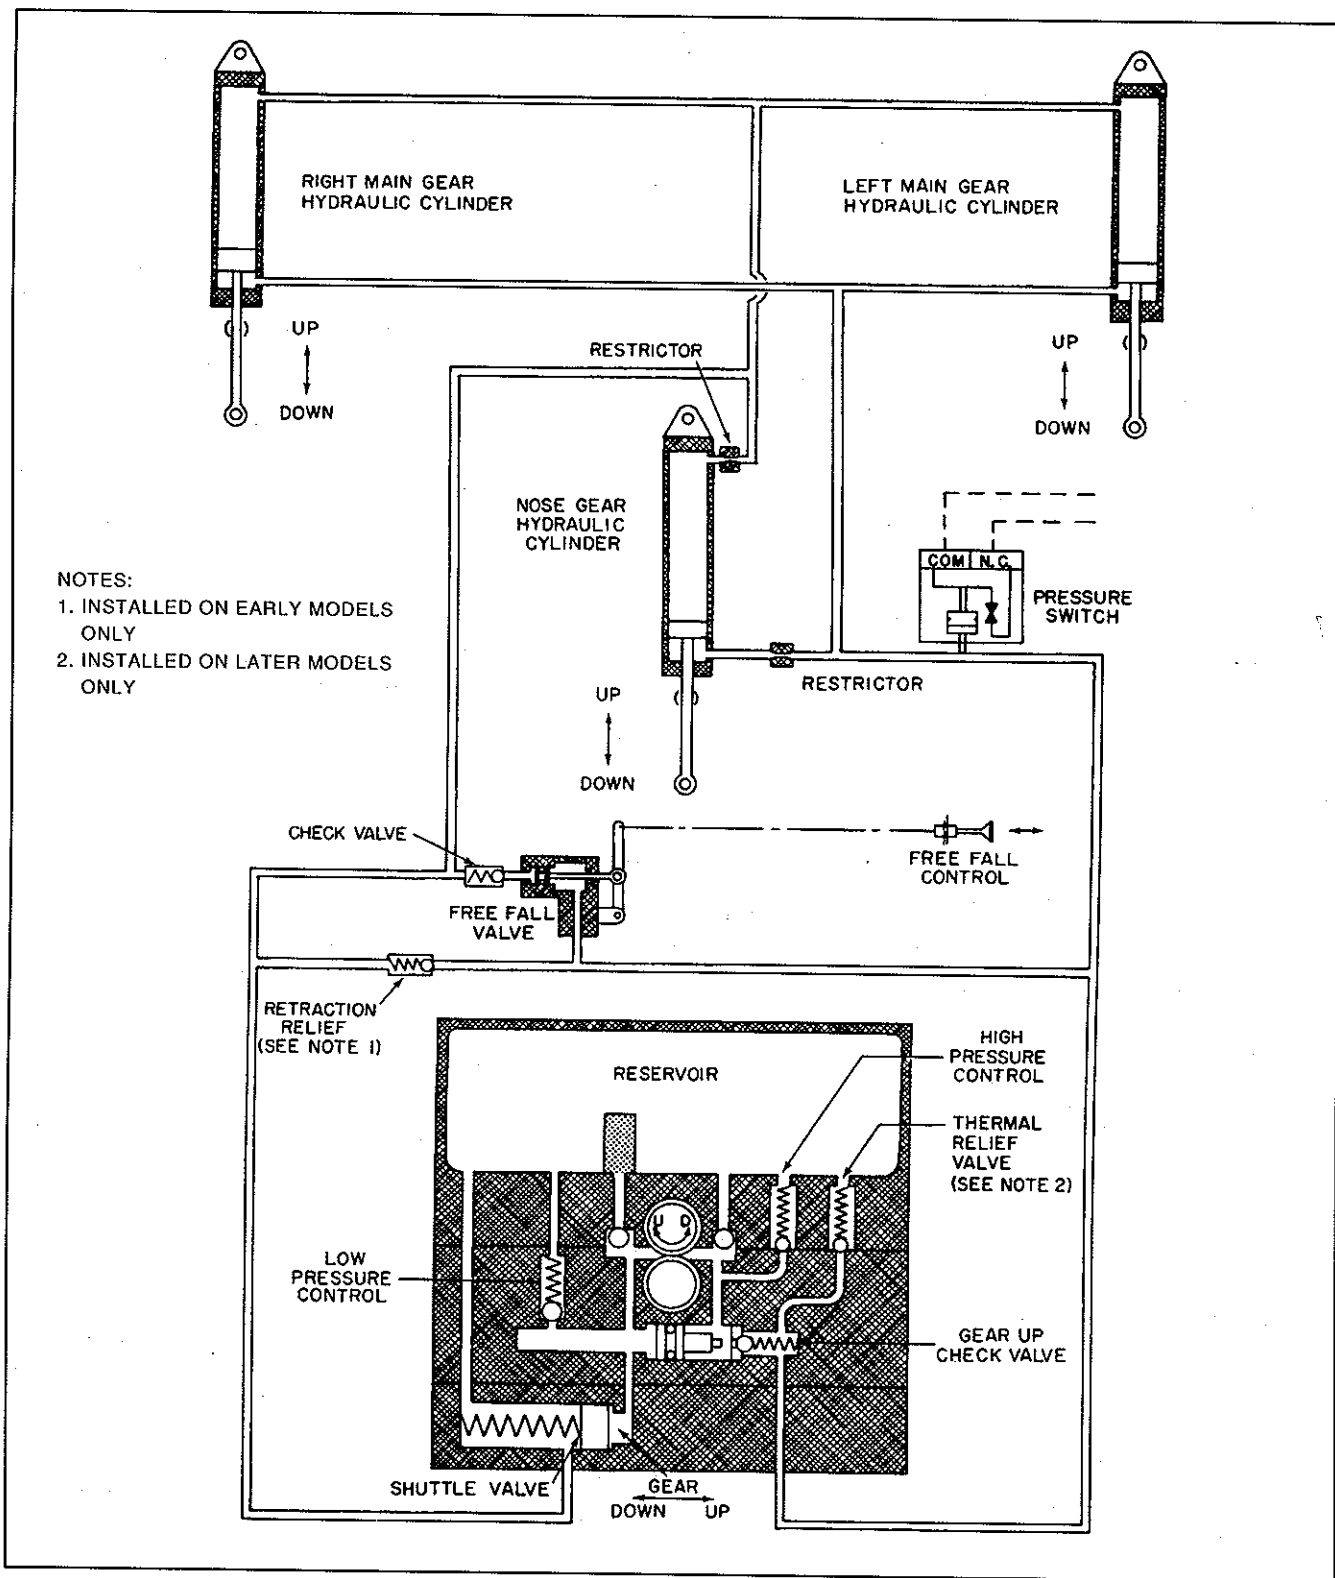 RIGHT MAIN GEAR
HYDRAULIC CYLINDER
LEFT MAIN GEAR
HYDRAULIC CYLINDER
UP
DOWN
RESTRICTOR
UP
DOWN
NOSE GEAR
HYDRAULIC
CYLINDER
COM
N.C.
PRESSURE
SWITCH
NOTES:
1. INSTALLED ON EARLY MODELS
ONLY
2. INSTALLED ON LATER MODELS
ONLY
RESTRICTOR
UP
DOWN
CHECK VALVE
FREE FALL
CONTROL
FREE FALL
VALVE
RETRACTION
RELIEF
(SEE NOTE 1)
HIGH
PRESSURE
CONTROL
RESERVOIR
THERMAL
RELIEF
VALVE
(SEE NOTE 2)
U D
LOW
PRESSURE
CONTROL
GEAR UP
CHECK VALVE
SHUTTLE VALVE
GEAR
DOWN UP